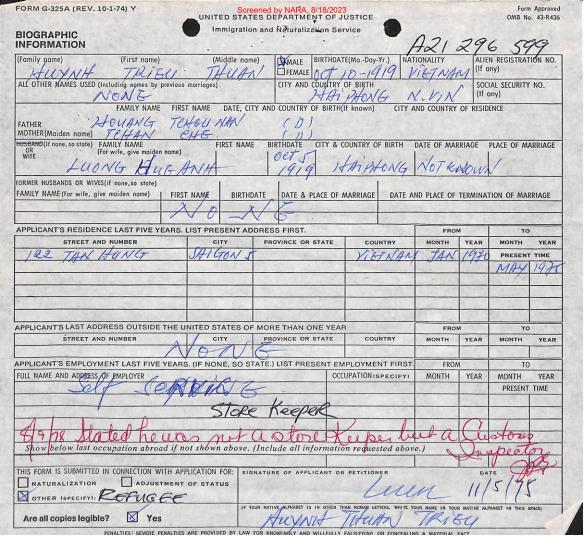 Screened by NARA, 8/18/2023
FORM G-325A (REV. 10-1-74) Y
Form Approved
OMB No. 43-R436
UNITED STATES DEPARTMENT OF JUSTICE
Immigration and Naturalization Service
BIOGRAPHIC
INFORMATION
A21 296 599
(Family name) (First name) (Middle name) MALE FEMALE BIRTHDATE(Mo.-Day-Yr.) NATIONALITY ALIEN REGISTRATION NO. (If any)
HUYNH TRIEU THUAN OCT 10-1919 VIETNAM
ALL OTHER NAMES USED (Including names by previous marriages) CITY AND COUNTRY OF BIRTH SOCIAL SECURITY NO. (If any)
NONE HAIPHONG N.VIN
FAMILY NAME FIRST NAME DATE, CITY AND COUNTRY OF BIRTH(If known) CITY AND COUNTRY OF RESIDENCE
FATHER HOUANG TCHOU NAN (D)
MOTHER(Maiden name) TCHAN CHE (D)
HUSBAND(If none, so state) OR WIFE FAMILY NAME (For wife, give maiden name) FIRST NAME BIRTHDATE CITY & COUNTRY OF BIRTH DATE OF MARRIAGE PLACE OF MARRIAGE
LUONG HUE ANH OCT 5 1919 HAIPHONG NOT KNOWN
FORMER HUSBANDS OR WIVES(if none, so state)
FAMILY NAME (For wife, give maiden name) FIRST NAME BIRTHDATE DATE & PLACE OF MARRIAGE DATE AND PLACE OF TERMINATION OF MARRIAGE
NO NE
APPLICANT'S RESIDENCE LAST FIVE YEARS. LIST PRESENT ADDRESS FIRST. FROM TO
STREET AND NUMBER CITY PROVINCE OR STATE COUNTRY MONTH YEAR MONTH YEAR
122 TAN HUNG SAIGON 5 VIETNAM JAN 1970 PRESENT TIME
MAY 1975
APPLICANT'S LAST ADDRESS OUTSIDE THE UNITED STATES OF MORE THAN ONE YEAR FROM TO
STREET AND NUMBER CITY PROVINCE OR STATE COUNTRY MONTH YEAR MONTH YEAR
NONE
APPLICANT'S EMPLOYMENT LAST FIVE YEARS. (IF NONE, SO STATE.) LIST PRESENT EMPLOYMENT FIRST. FROM TO
FULL NAME AND ADDRESS OF EMPLOYER OCCUPATION(SPECIFY) MONTH YEAR MONTH YEAR
Self PRESENT TIME
STORE KEEPER
8/9/78 Stated he was not a store keeper but a Customs
Show below last occupation abroad if not shown above. (Include all information requested above.)
Inspector
THIS FORM IS SUBMITTED IN CONNECTION WITH APPLICATION FOR: SIGNATURE OF APPLICANT OR PETITIONER DATE
NATURALIZATION ADJUSTMENT OF STATUS
OTHER (SPECIFY): REFUGEE 11/5/75
Are all copies legible? Yes
IF YOUR NATIVE ALPHABET IS IN OTHER THAN ROMAN LETTERS, WRITE YOUR NAME IN YOUR NATIVE ALPHABET IN THIS SPACE:
HUYNH THUAN TRIEU
PENALTIES: SEVERE PENALTIES ARE PROVIDED BY LAW FOR KNOWINGLY AND WILLFULLY FALSIFYING OR CONCEALING A MATERIAL FACT.